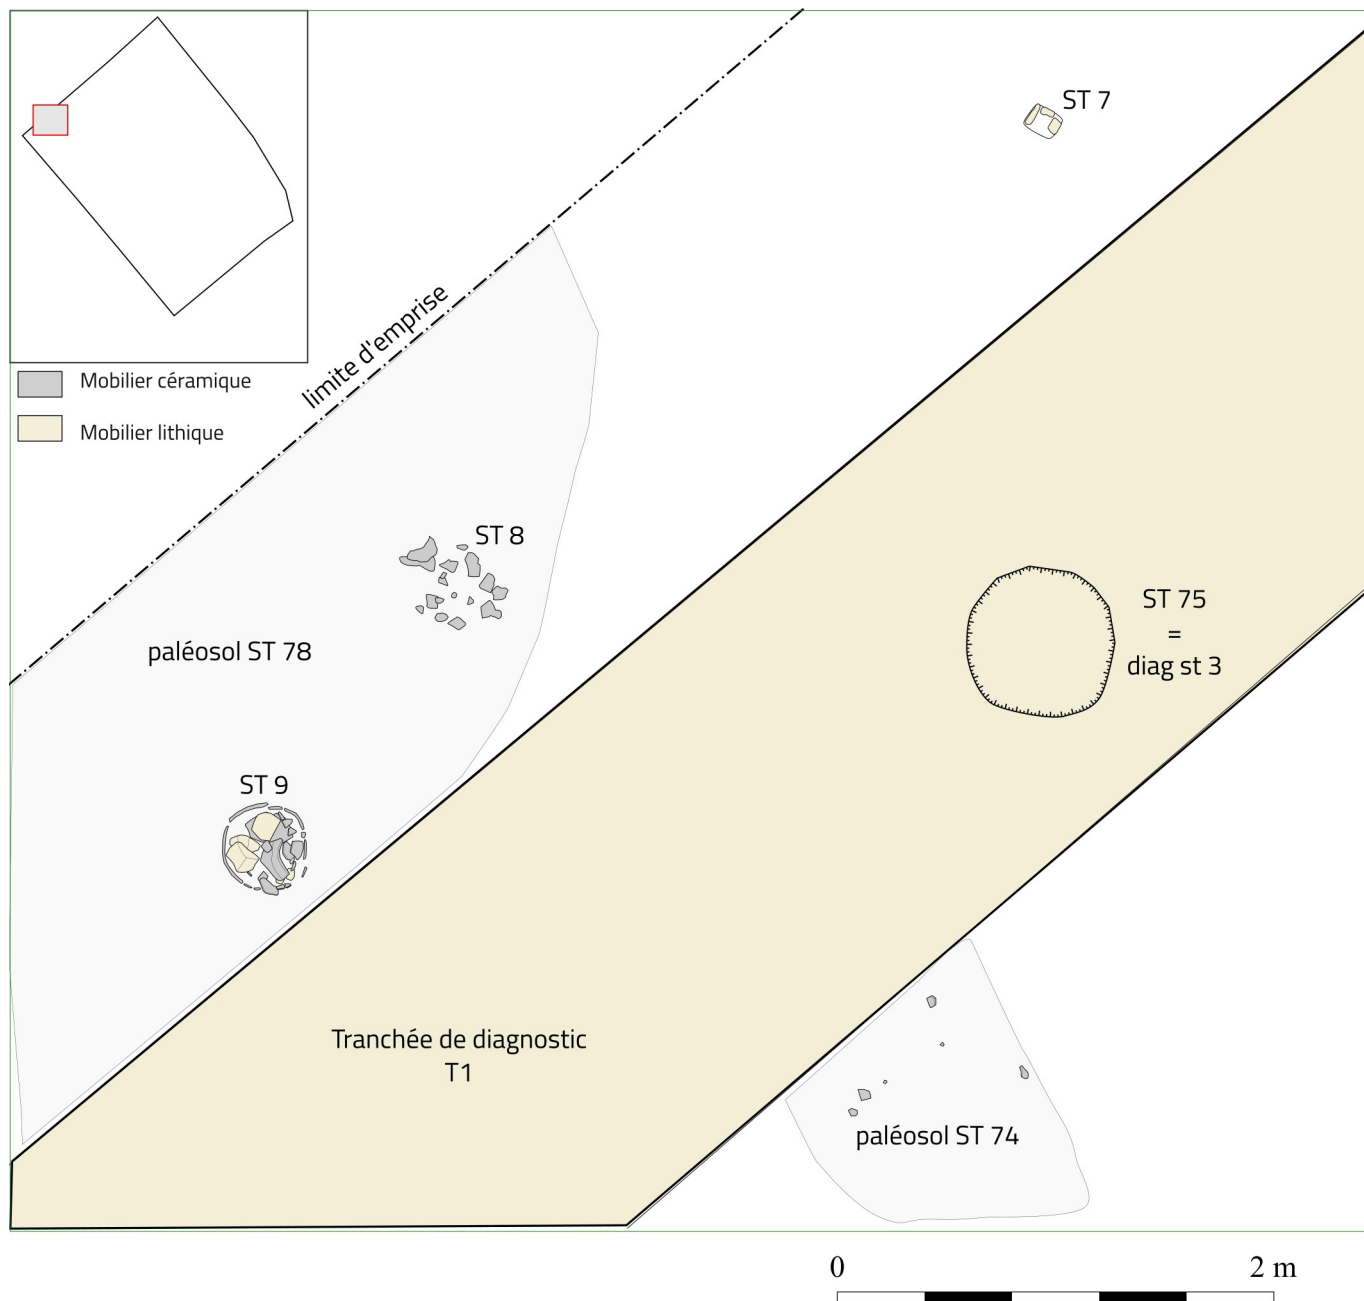 ST 7
limite d'emprise
Mobilier céramique
Mobilier lithique
ST 8
ST 75
=
diag st 3
paléosol ST 78
ST 9
Tranchée de diagnostic
T1
paléosol ST 74
0
2 m